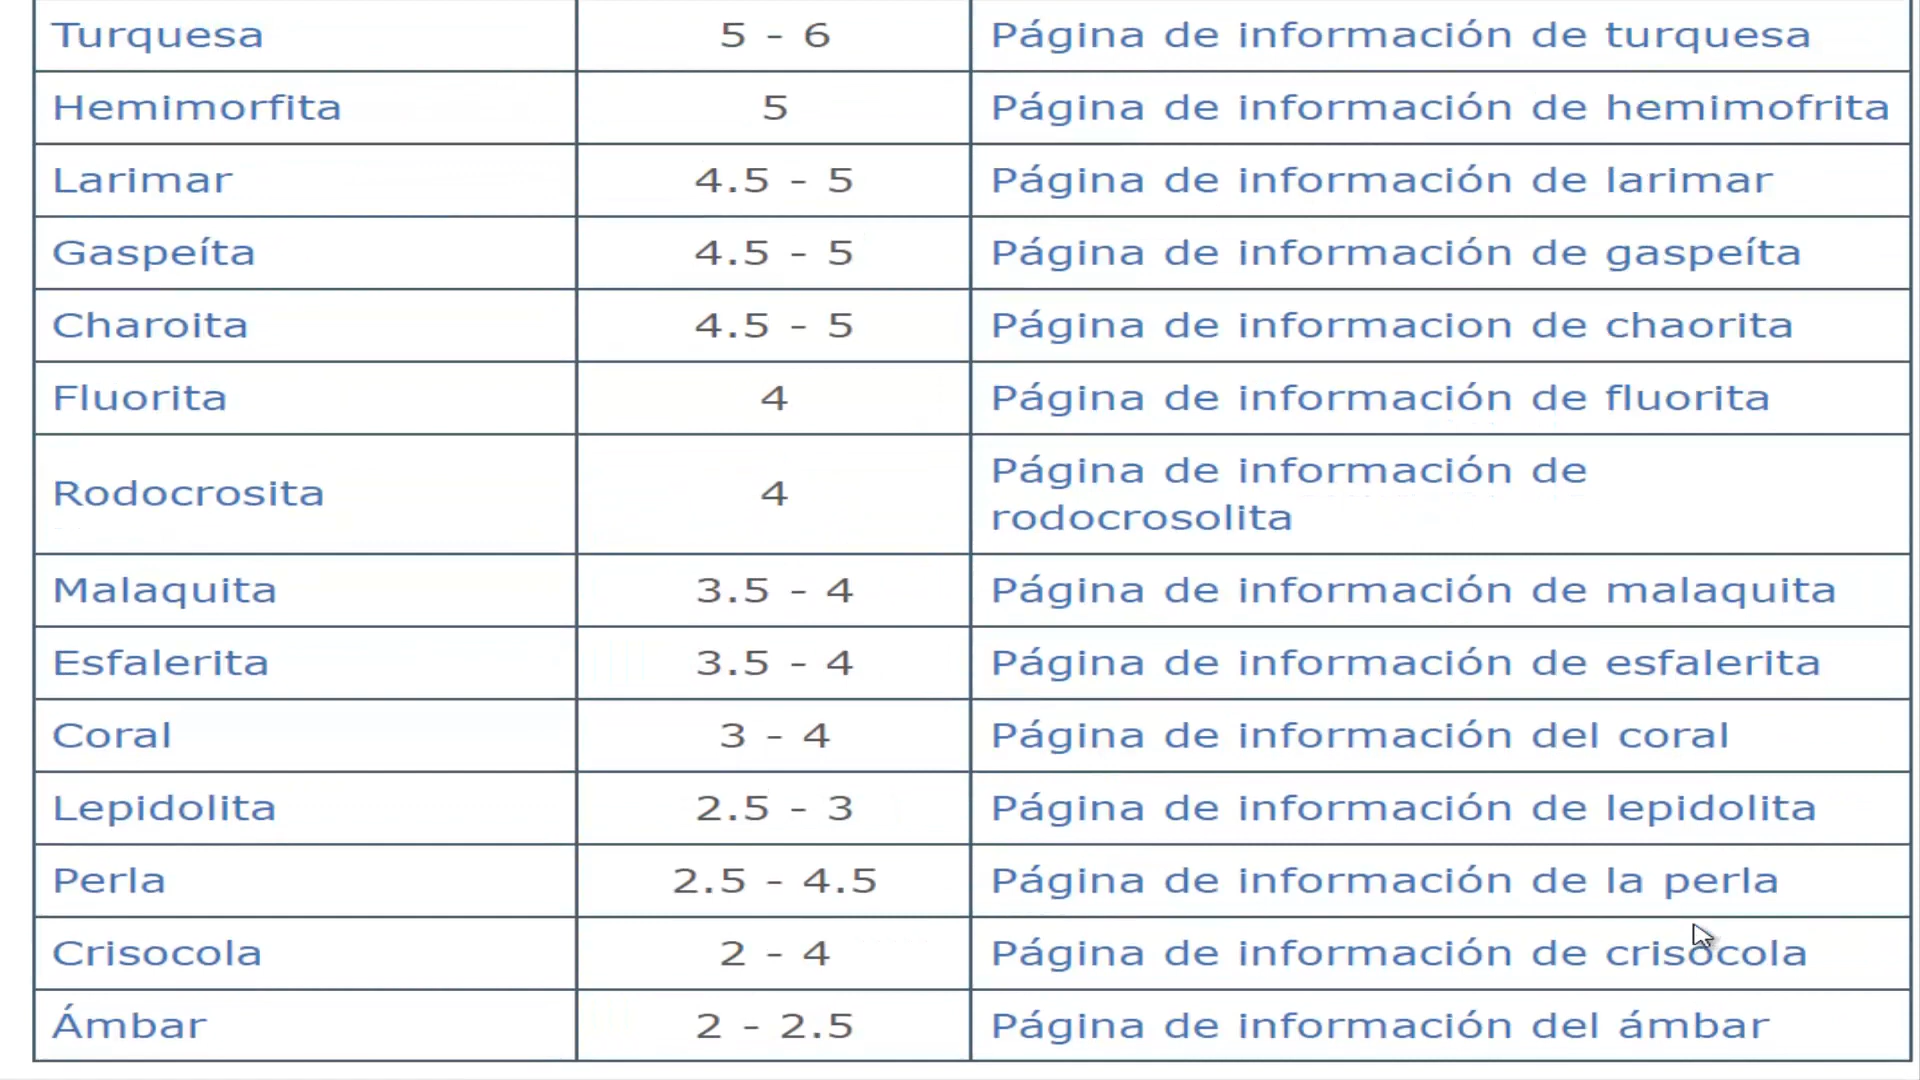 Turquesa 5 - 6 Página de información de turquesa
Hemimorfita 5 Página de información de hemimofrita
Larimar 4.5 - 5 Página de información de larimar
Gaspeíta 4.5 - 5 Página de información de gaspeíta
Charoita 4.5 - 5 Página de informacion de chaorita
Fluorita 4 Página de información de fluorita
Rodocrosita 4 Página de información de
rodocrosolita
Malaquita 3.5 - 4 Página de información de malaquita
Esfalerita 3.5 - 4 Página de información de esfalerita
Coral 3 - 4 Página de información del coral
Lepidolita 2.5 - 3 Página de información de lepidolita
Perla 2.5 - 4.5 Página de información de la perla
Crisocola 2 - 4 Página de información de crisocola
Ámbar 2 - 2.5 Página de información del ámbar